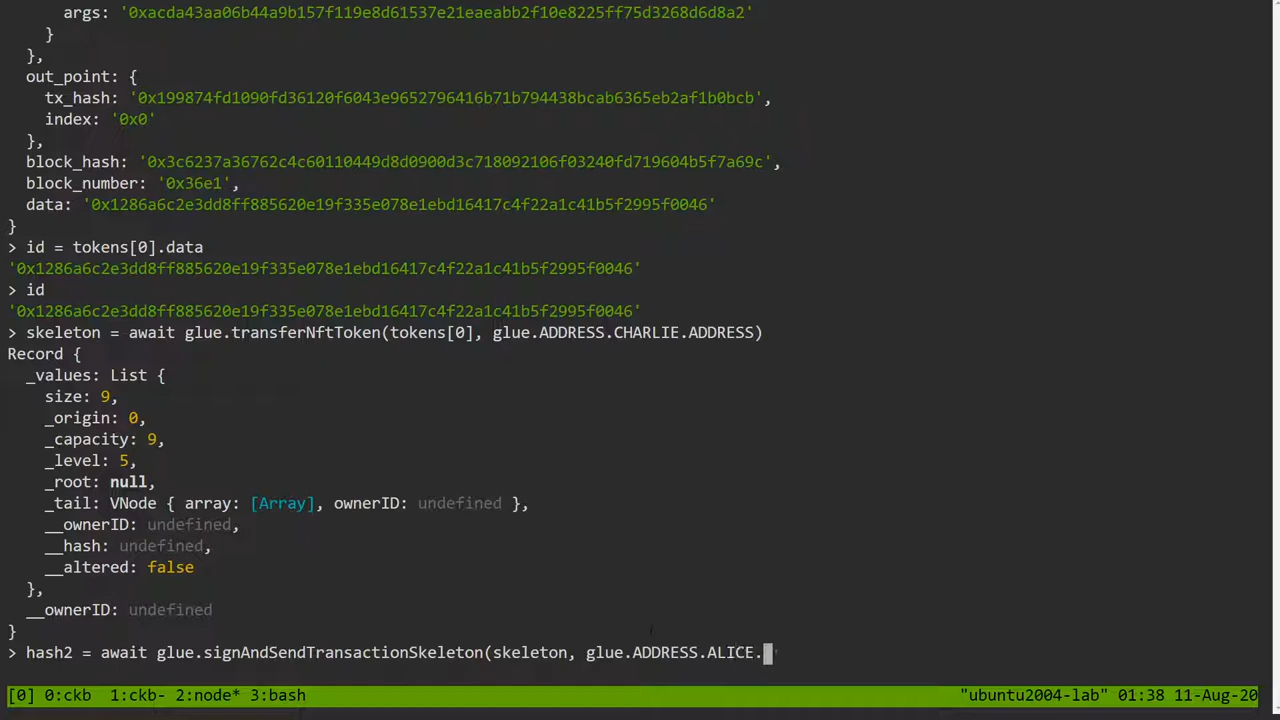 args: '0xacda43aa06b44a9b157f119e8d61537e21eaeabb2f10e8225ff75d3268d6d8a2'
}
},
out_point: {
tx_hash: '0x199874fd1090fd36120f6043e9652796416b71b794438bcab6365eb2af1b0bcb',
index: '0x0'
},
block_hash: '0x3c6237a36762c4c60110449d8d0900d3c718092106f03240fd719604b5f7a69c',
block_number: '0x36e1',
data: '0x1286a6c2e3dd8ff885620e19f335e078e1ebd16417c4f22a1c41b5f2995f0046'
}
> id = tokens[0].data
'0x1286a6c2e3dd8ff885620e19f335e078e1ebd16417c4f22a1c41b5f2995f0046'
> id
'0x1286a6c2e3dd8ff885620e19f335e078e1ebd16417c4f22a1c41b5f2995f0046'
> skeleton = await glue.transferNftToken(tokens[0], glue.ADDRESS.CHARLIE.ADDRESS)
Record {
_values: List {
size: 9,
_origin: 0,
_capacity: 9,
_level: 5,
_root: null,
_tail: VNode { array: [Array], ownerID: undefined },
__ownerID: undefined,
__hash: undefined,
__altered: false
},
__ownerID: undefined
}
> hash2 = await glue.signAndSendTransactionSkeleton(skeleton, glue.ADDRESS.ALICE.
[0] 0:ckb 1:ckb- 2:node* 3:bash "ubuntu2004-lab" 01:38 11-Aug-20